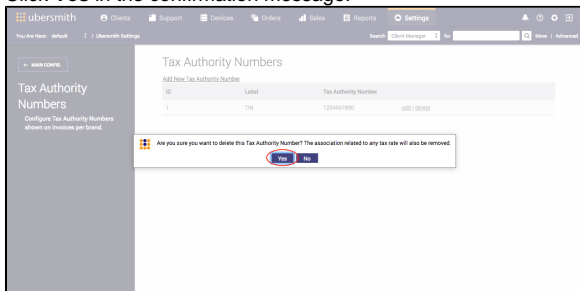 Click Yes in the confirmation message.
ubersmith Clients Support Devices Orders Sales Reports Settings
You Are Here: default / Ubersmith Settings Search Client Manager for More | Advanced
← MAIN CONFIG
Tax Authority Numbers
Configure Tax Authority Numbers
shown on invoices per brand.
Tax Authority Numbers
Add New Tax Authority Number
ID Label Tax Authority Number
1 TIN 1234567890 edit | delete
Are you sure you want to delete this Tax Authority Number? The association related to any tax rate will also be removed.
Yes No